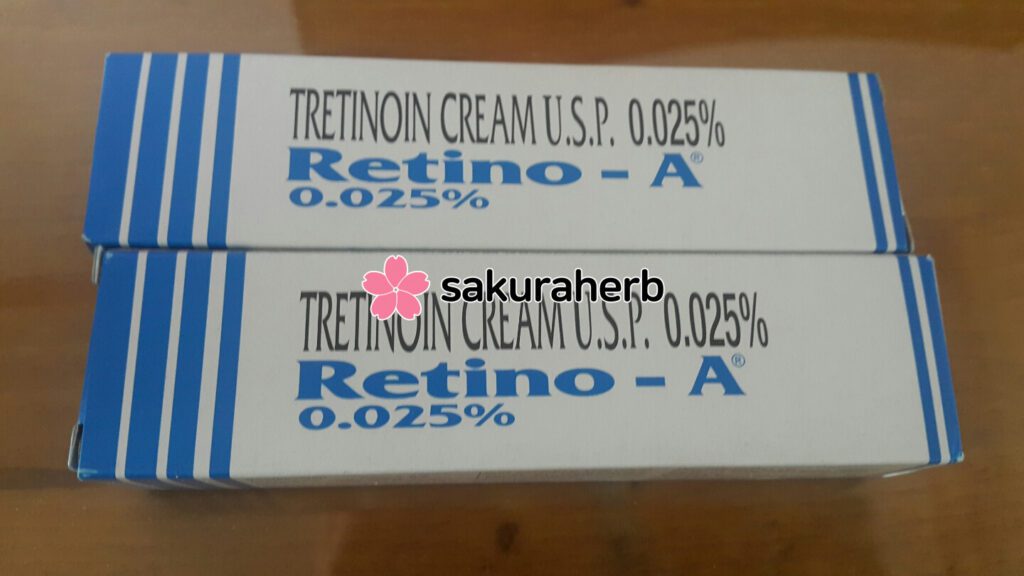 TRETINOIN CREAM U.S.P. 0.025%
Retino - A®
0.025%
sakuraherb
TRETINOIN CREAM U.S.P. 0.025%
Retino - A®
0.025%